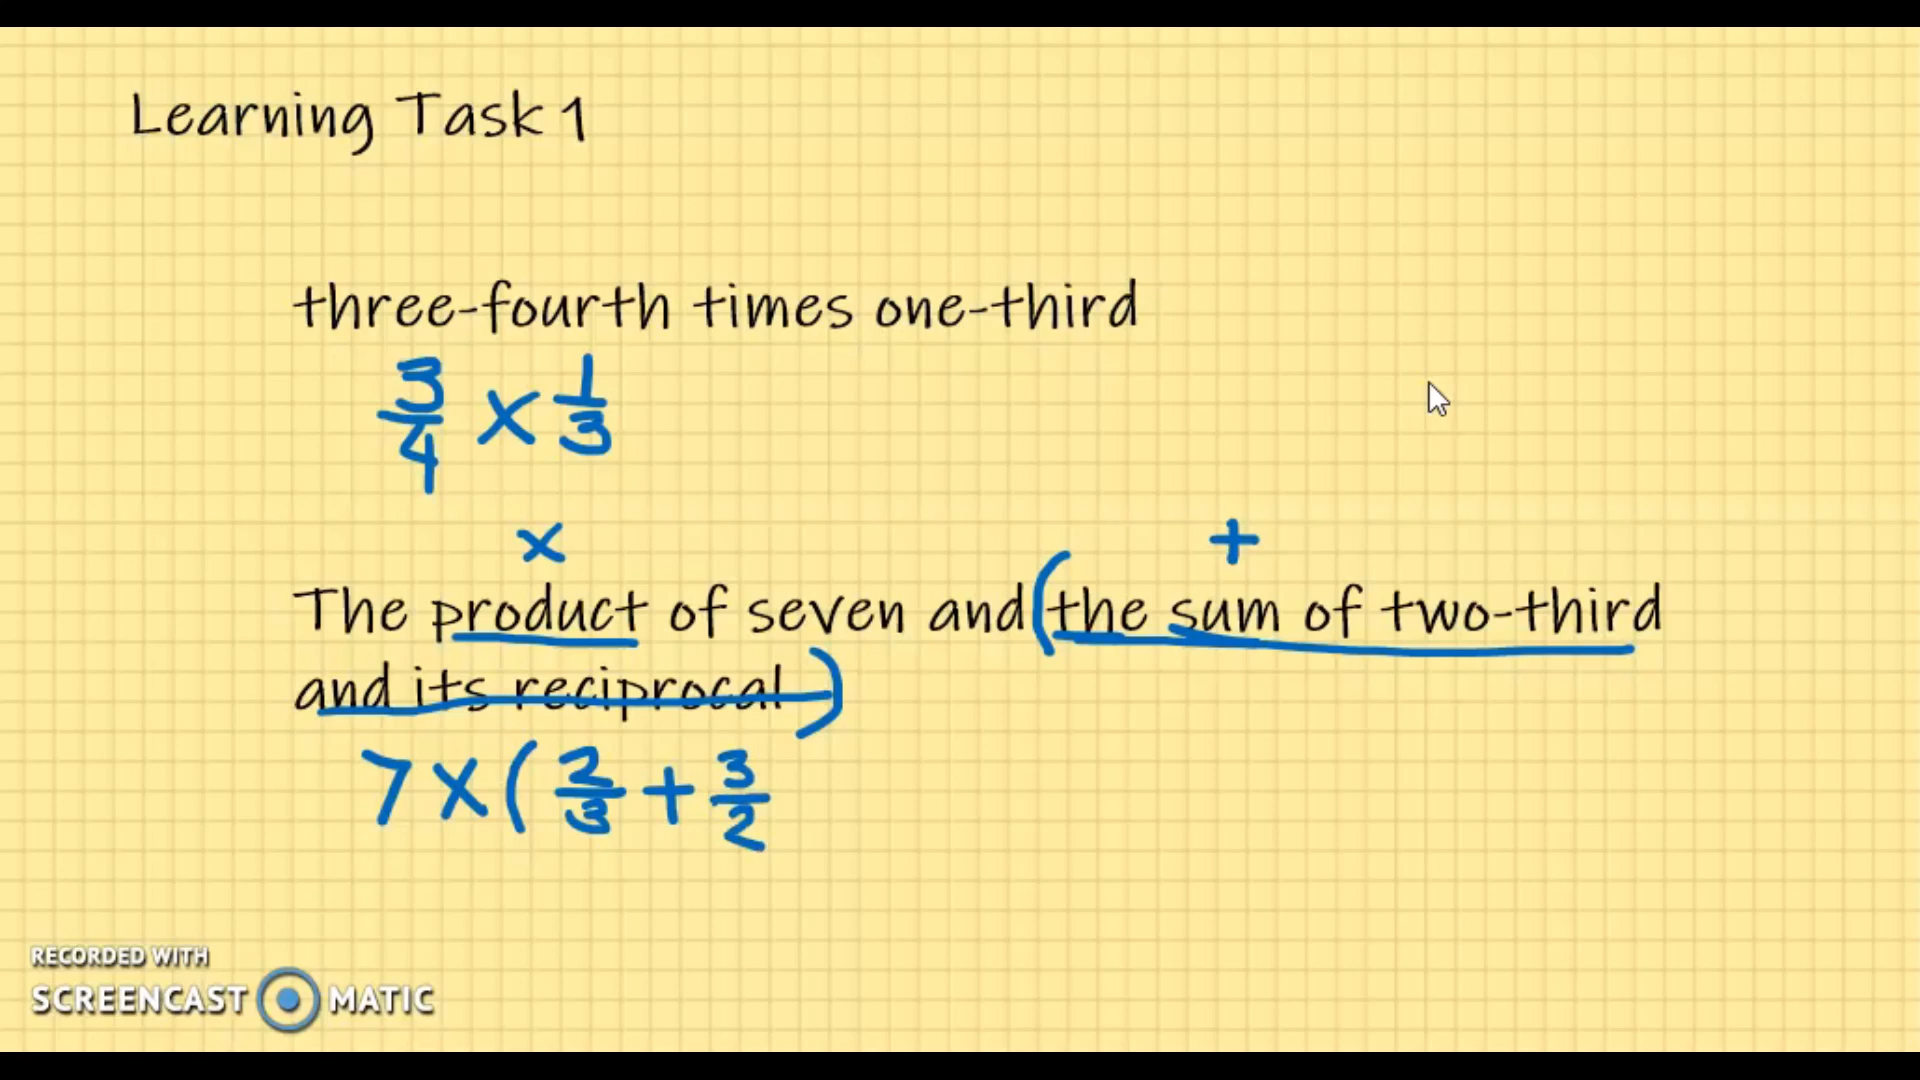 Learning Task 1
three-fourth times one-third
3/4 x 1/3
x +
The product of seven and (the sum of two-third
and its reciprocal)
7 x ( 2/3 + 3/2
RECORDED WITH
SCREENCAST MATIC